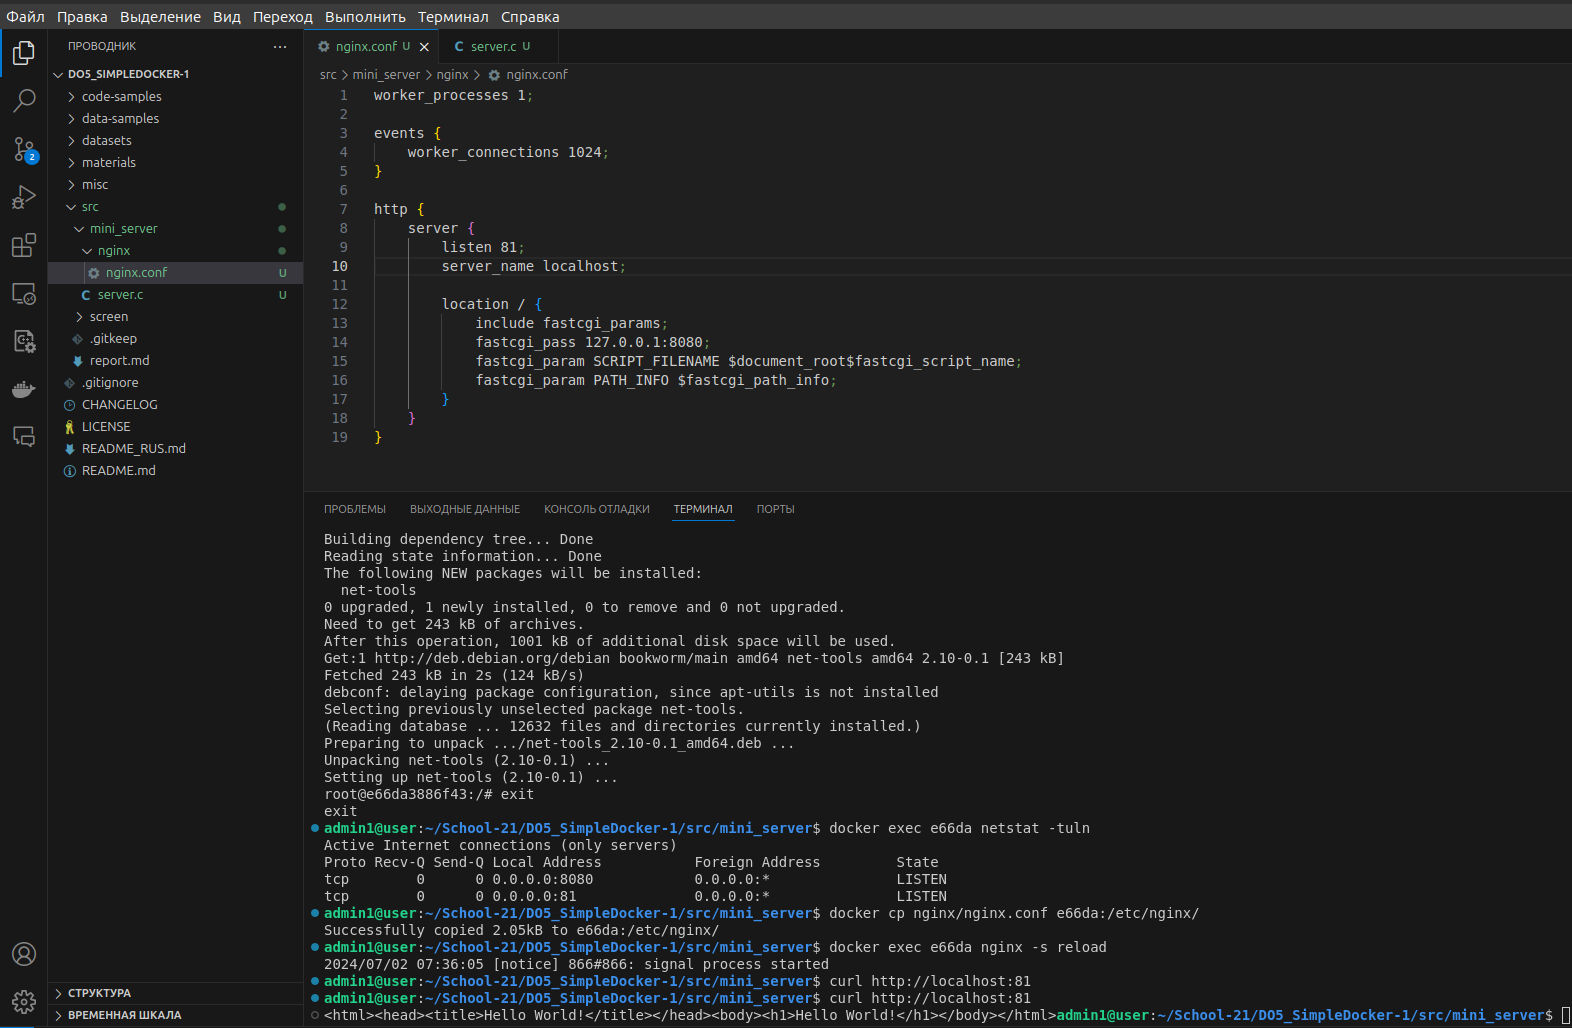 Файл Правка Выделение Вид Переход Выполнить Терминал Справка
ПРОВОДНИК ...
DO5_SIMPLEDOCKER-1
code-samples
data-samples
datasets
materials
misc
src
mini_server
nginx
nginx.conf U
C server.c U
screen
.gitkeep
report.md
.gitignore
CHANGELOG
LICENSE
README_RUS.md
README.md
СТРУКТУРА
ВРЕМЕННАЯ ШКАЛА
2
nginx.conf U
C server.c U
src > mini_server > nginx > nginx.conf
1 worker_processes 1;
2
3 events {
4 worker_connections 1024;
5 }
6
7 http {
8 server {
9 listen 81;
10 server_name localhost;
11
12 location / {
13 include fastcgi_params;
14 fastcgi_pass 127.0.0.1:8080;
15 fastcgi_param SCRIPT_FILENAME $document_root$fastcgi_script_name;
16 fastcgi_param PATH_INFO $fastcgi_path_info;
17 }
18 }
19 }
ПРОБЛЕМЫ ВЫХОДНЫЕ ДАННЫЕ КОНСОЛЬ ОТЛАДКИ ТЕРМИНАЛ ПОРТЫ
Building dependency tree... Done
Reading state information... Done
The following NEW packages will be installed:
net-tools
0 upgraded, 1 newly installed, 0 to remove and 0 not upgraded.
Need to get 243 kB of archives.
After this operation, 1001 kB of additional disk space will be used.
Get:1 http://deb.debian.org/debian bookworm/main amd64 net-tools amd64 2.10-0.1 [243 kB]
Fetched 243 kB in 2s (124 kB/s)
debconf: delaying package configuration, since apt-utils is not installed
Selecting previously unselected package net-tools.
(Reading database ... 12632 files and directories currently installed.)
Preparing to unpack .../net-tools_2.10-0.1_amd64.deb ...
Unpacking net-tools (2.10-0.1) ...
Setting up net-tools (2.10-0.1) ...
root@e66da3886f43:/# exit
exit
admin1@user:~/School-21/DO5_SimpleDocker-1/src/mini_server$ docker exec e66da netstat -tuln
Active Internet connections (only servers)
Proto Recv-Q Send-Q Local Address Foreign Address State
tcp 0 0 0.0.0.0:8080 0.0.0.0:* LISTEN
tcp 0 0 0.0.0.0:81 0.0.0.0:* LISTEN
admin1@user:~/School-21/DO5_SimpleDocker-1/src/mini_server$ docker cp nginx/nginx.conf e66da:/etc/nginx/
Successfully copied 2.05kB to e66da:/etc/nginx/
admin1@user:~/School-21/DO5_SimpleDocker-1/src/mini_server$ docker exec e66da nginx -s reload
2024/07/02 07:36:05 [notice] 866#866: signal process started
admin1@user:~/School-21/DO5_SimpleDocker-1/src/mini_server$ curl http://localhost:81
admin1@user:~/School-21/DO5_SimpleDocker-1/src/mini_server$ curl http://localhost:81
<html><head><title>Hello World!</title></head><body><h1>Hello World!</h1></body></html>admin1@user:~/School-21/DO5_SimpleDocker-1/src/mini_server$